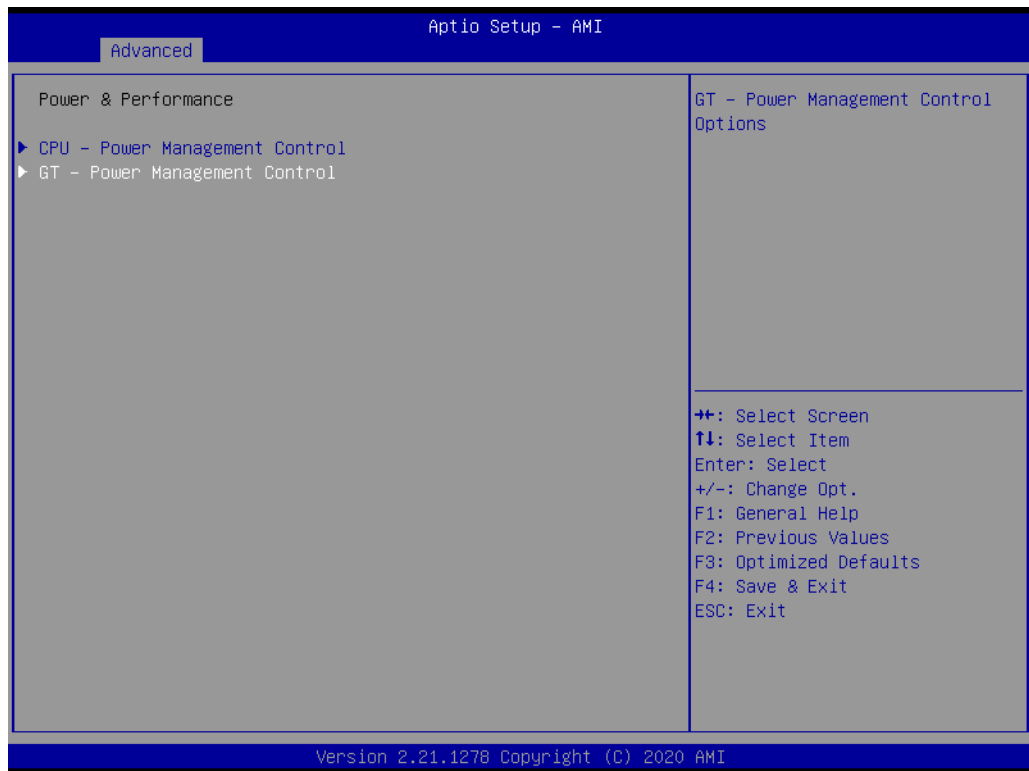 Aptio Setup – AMI
Advanced
Power & Performance
▶ CPU – Power Management Control
▶ GT – Power Management Control
GT – Power Management Control
Options
→←: Select Screen
↑↓: Select Item
Enter: Select
+/-: Change Opt.
F1: General Help
F2: Previous Values
F3: Optimized Defaults
F4: Save & Exit
ESC: Exit
Version 2.21.1278 Copyright (C) 2020 AMI